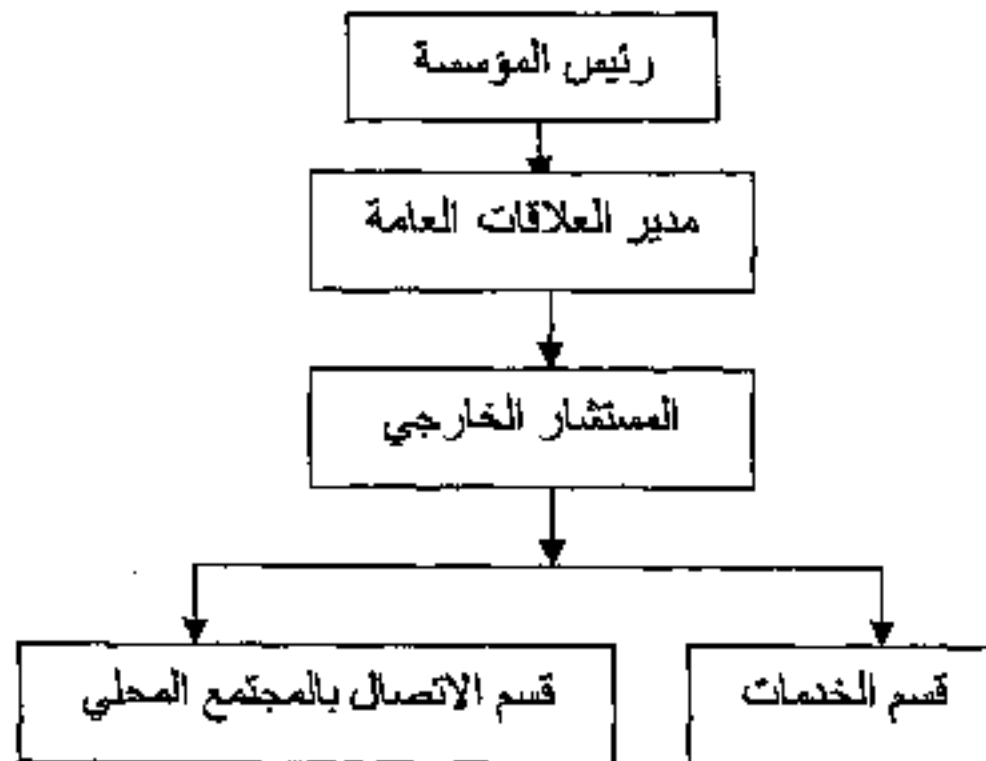 رئيس المؤسسة
مدير العلاقات العامة
المستشار الخارجي
قسم الخدمات
قسم الاتصال بالمجتمع المحلي